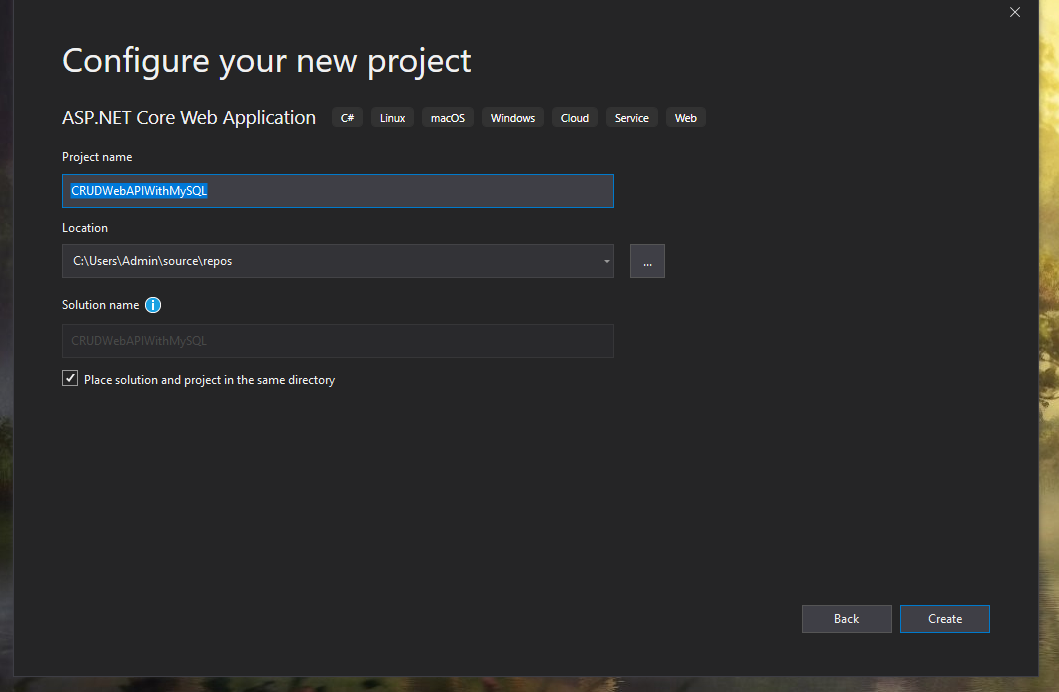 Configure your new project
ASP.NET Core Web Application C# Linux macOS Windows Cloud Service Web
Project name
CRUDWebAPIWithMySQL
Location
C:\Users\Admin\source\repos
...
Solution name
CRUDWebAPIWithMySQL
Place solution and project in the same directory
Back Create